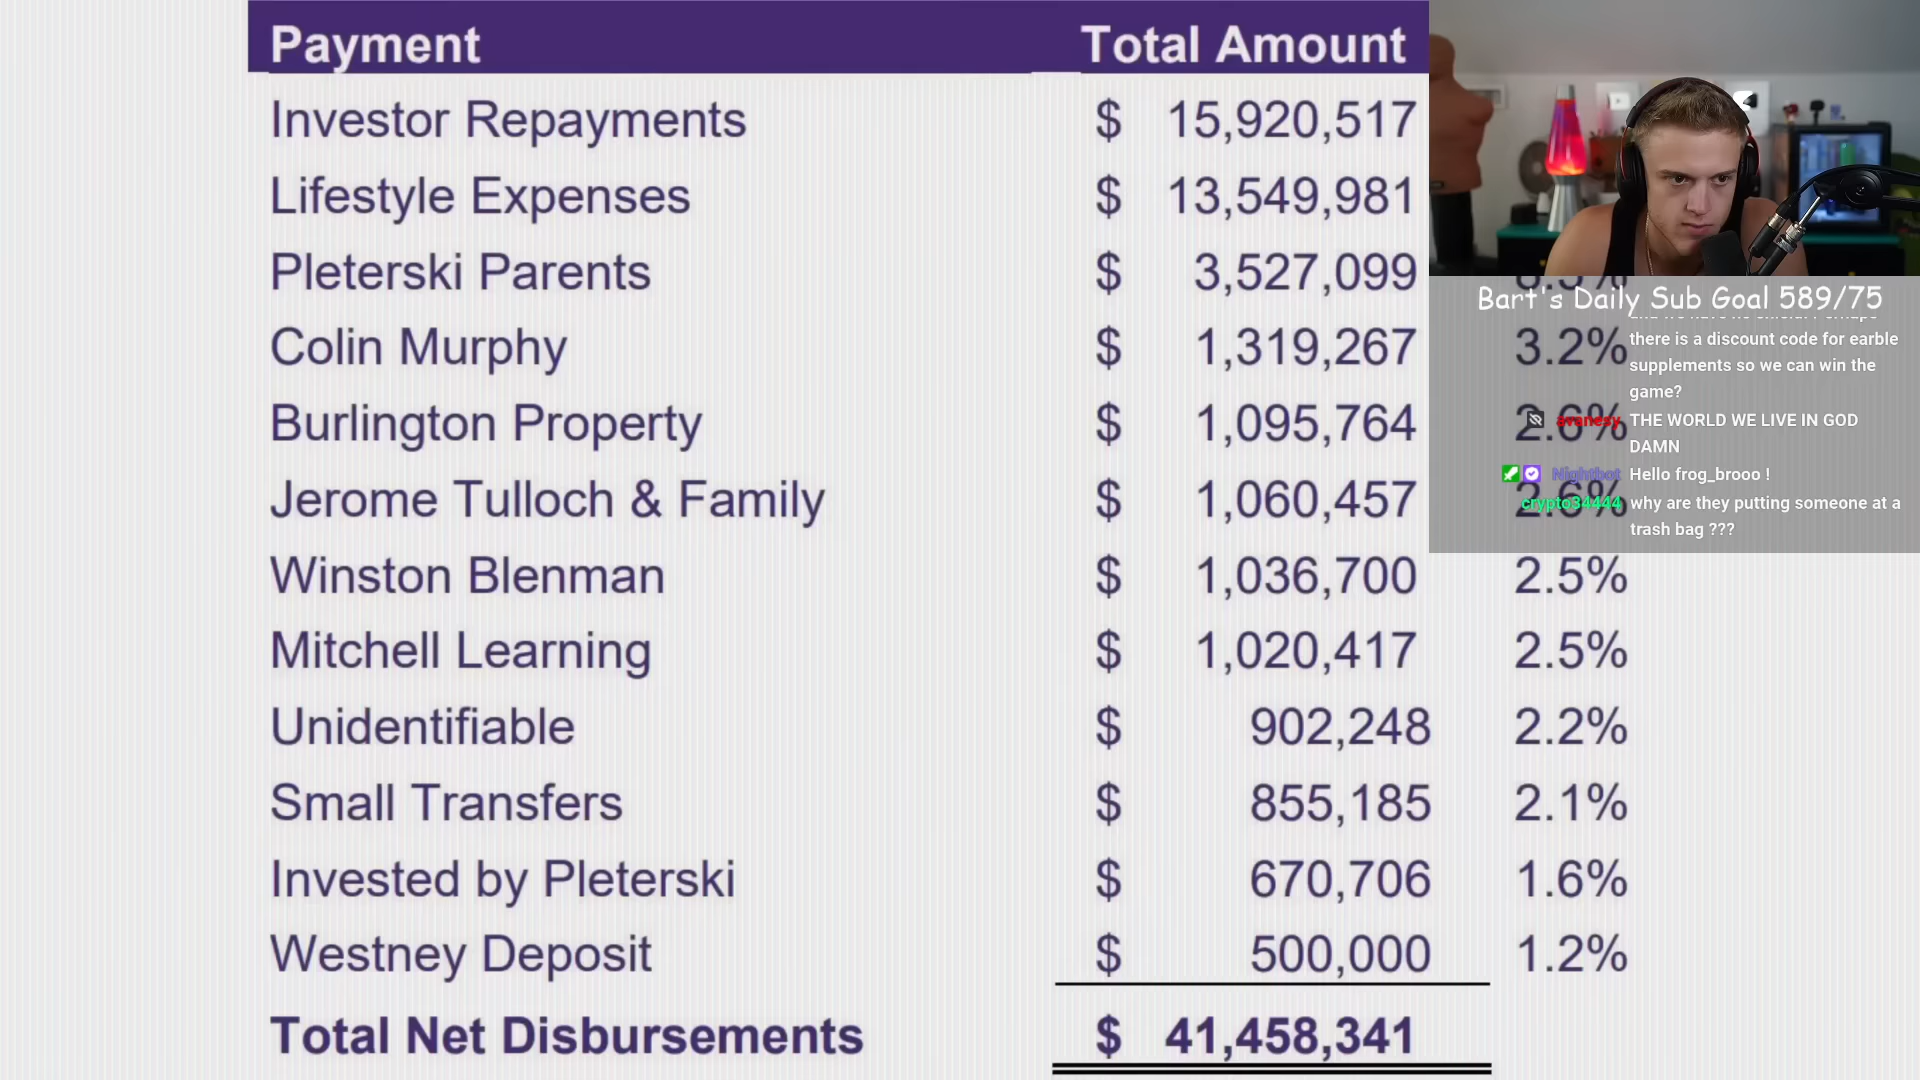 Payment Total Amount
Investor Repayments $ 15,920,517
Lifestyle Expenses $ 13,549,981
Pleterski Parents $ 3,527,099
Colin Murphy $ 1,319,267 3.2%
Burlington Property $ 1,095,764 2.6%
Jerome Tulloch & Family $ 1,060,457 2.6%
Winston Blenman $ 1,036,700 2.5%
Mitchell Learning $ 1,020,417 2.5%
Unidentifiable $ 902,248 2.2%
Small Transfers $ 855,185 2.1%
Invested by Pleterski $ 670,706 1.6%
Westney Deposit $ 500,000 1.2%
Total Net Disbursements $ 41,458,341
Bart's Daily Sub Goal 589/75
there is a discount code for earble
supplements so we can win the
game?
avanesy THE WORLD WE LIVE IN GOD
DAMN
Nightbot Hello frog_brooo !
crypto34444 why are they putting someone at a
trash bag ???